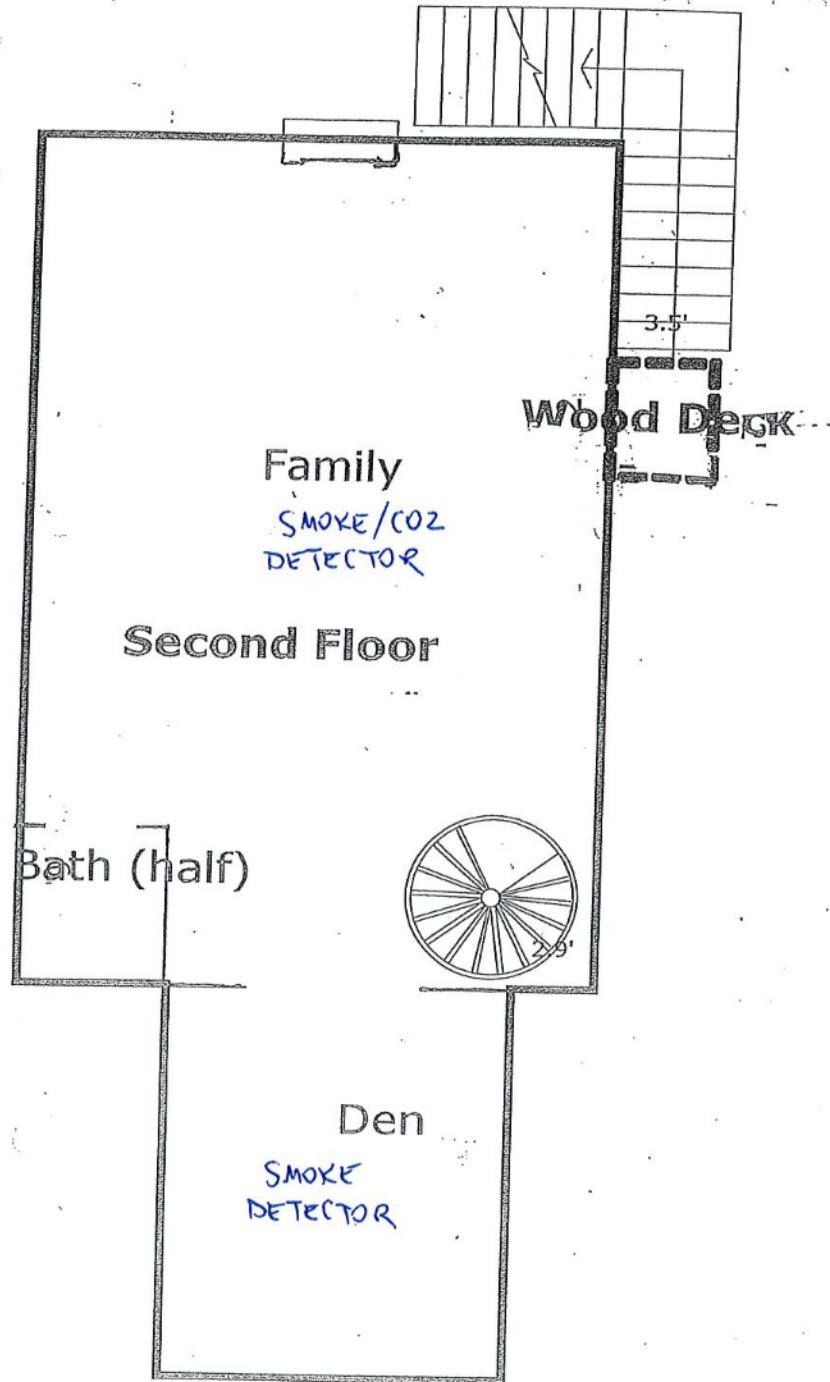 3.5'
Wood Deck
Family
SMOKE/CO2
DETECTOR
Second Floor
Bath (half)
2.9'
Den
SMOKE
DETECTOR